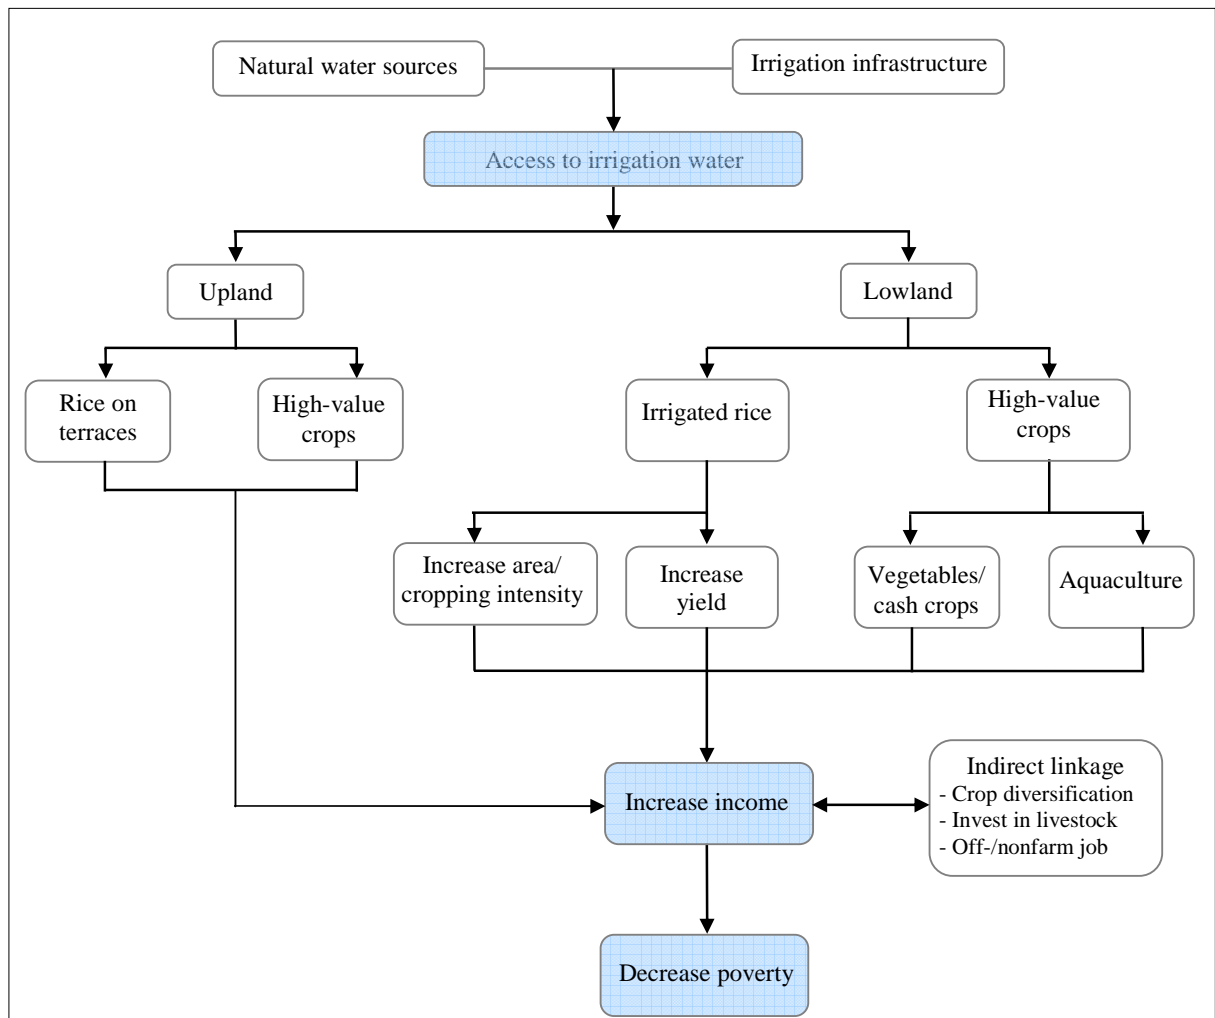 Natural water sources
Irrigation infrastructure
Access to irrigation water
Upland
Lowland
Rice on
terraces
High-value
crops
Irrigated rice
High-value
crops
Increase area/
cropping intensity
Increase
yield
Vegetables/
cash crops
Aquaculture
Increase income
Indirect linkage
- Crop diversification
- Invest in livestock
- Off-/nonfarm job
Decrease poverty